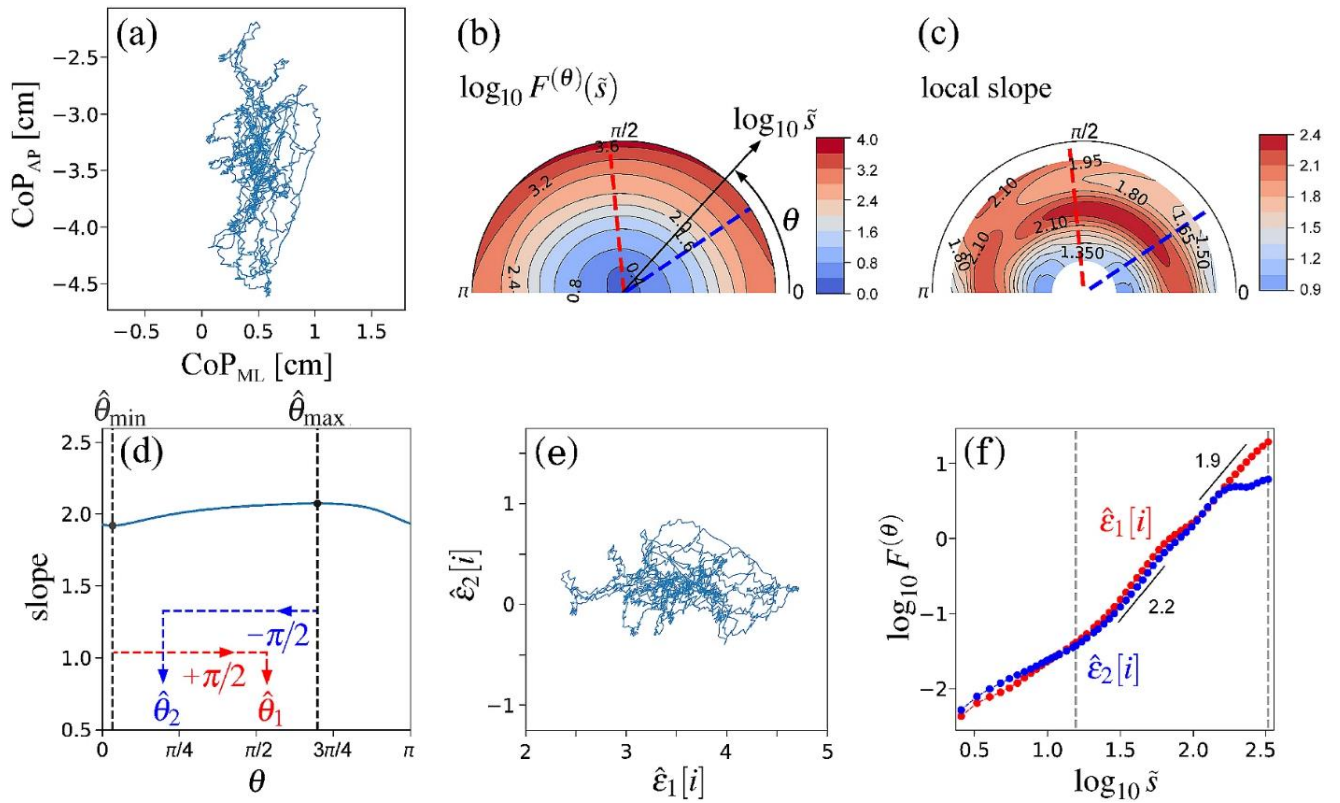 (a)
CoP_AP [cm]
−2.5
−3.0
−3.5
−4.0
−4.5
−0.5 0 0.5 1 1.5
CoP_ML [cm]
(b)
log₁₀ F^(θ)(s̃)
log₁₀ s̃
π/2
θ
π
0
3.6
3.2
2.4
0.8
0.4
1.6
2.0
4.0
3.2
2.4
1.6
0.8
0.0
(c)
local slope
π/2
π
0
1.95
2.10
1.80
2.10
1.350
1.65
1.50
1.80
2.10
2.4
2.1
1.8
1.5
1.2
0.9
θ̂_min
θ̂_max
(d)
slope
2.5
2.0
1.5
1.0
0.5
−π/2
+π/2
θ̂₂
θ̂₁
0 π/4 π/2 3π/4 π
θ
(e)
ε̂₂[i]
1
0
−1
2 3 4 5
ε̂₁[i]
(f)
log₁₀ F^(θ)
1
0
−1
−2
1.9
ε̂₁[i]
2.2
ε̂₂[i]
0.5 1.0 1.5 2.0 2.5
log₁₀ s̃